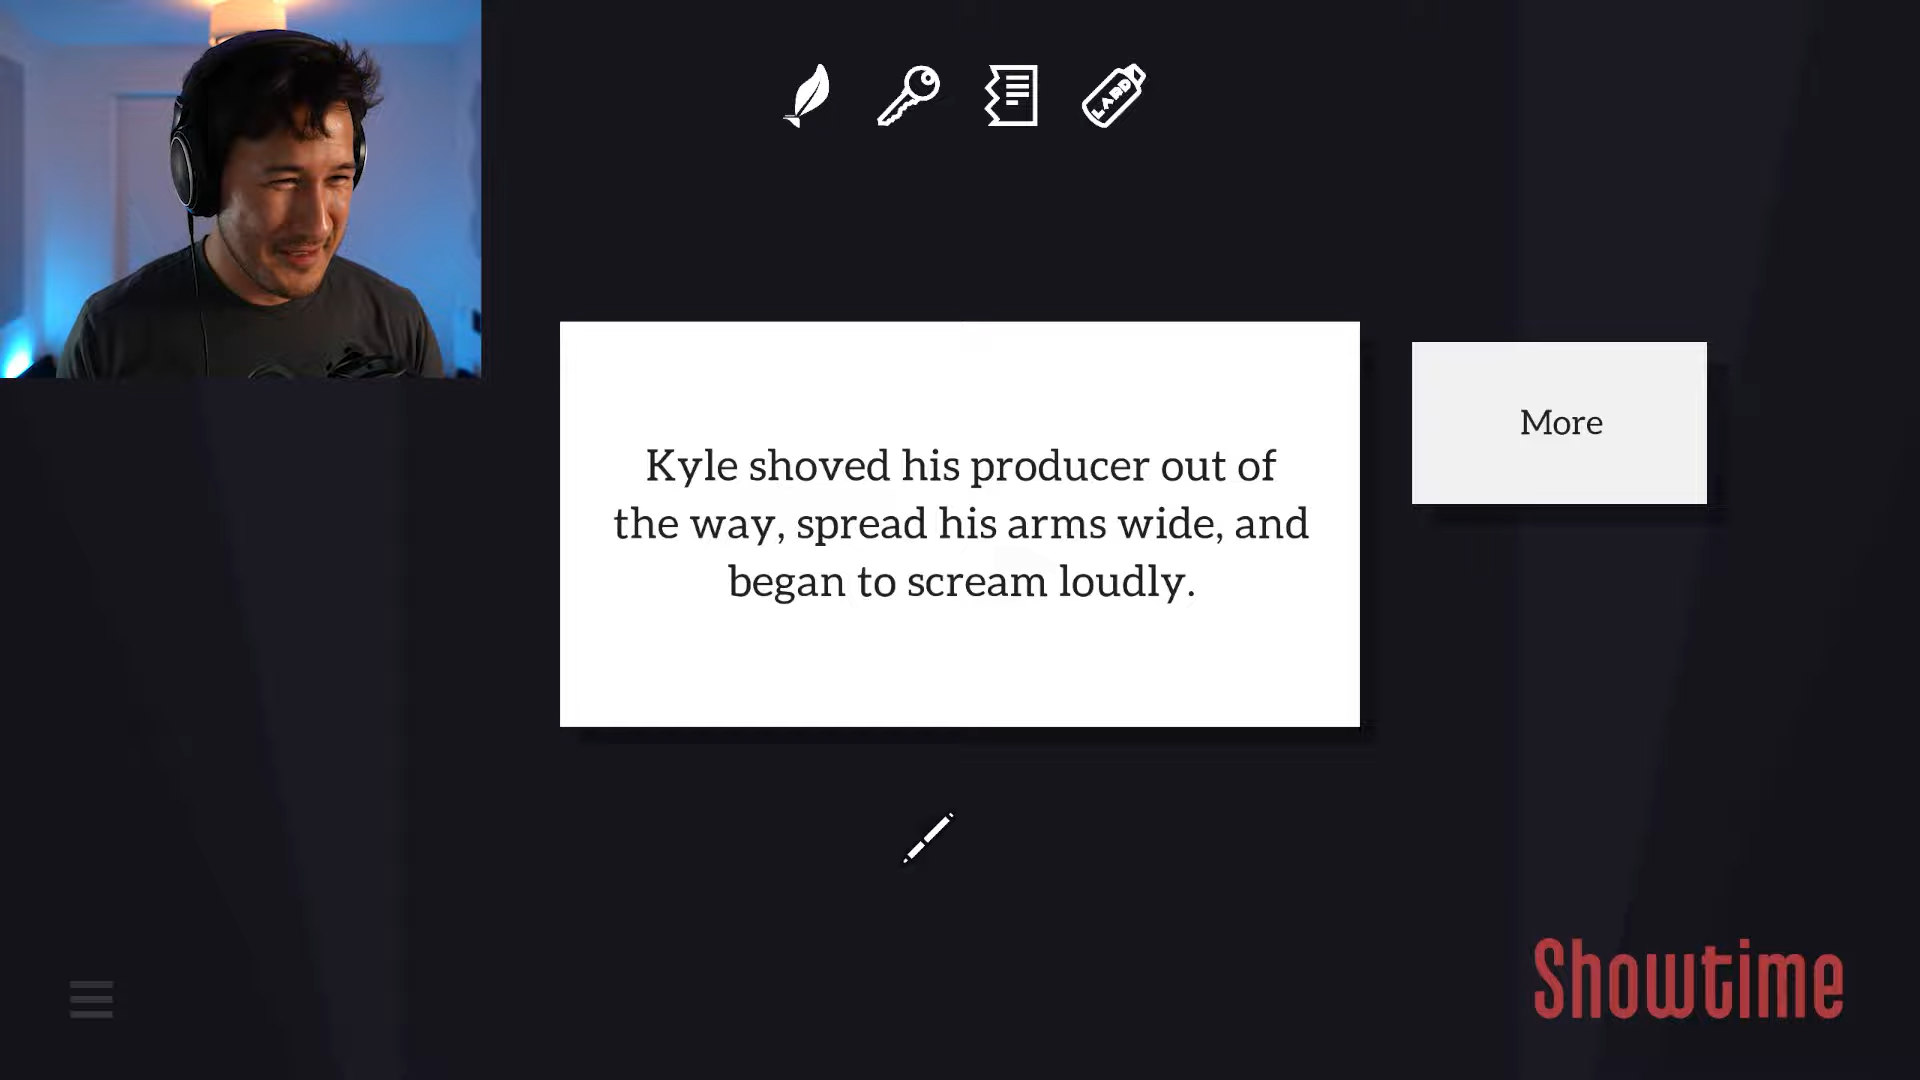 LARD
Kyle shoved his producer out of
the way, spread his arms wide, and
began to scream loudly.
More
Showtime